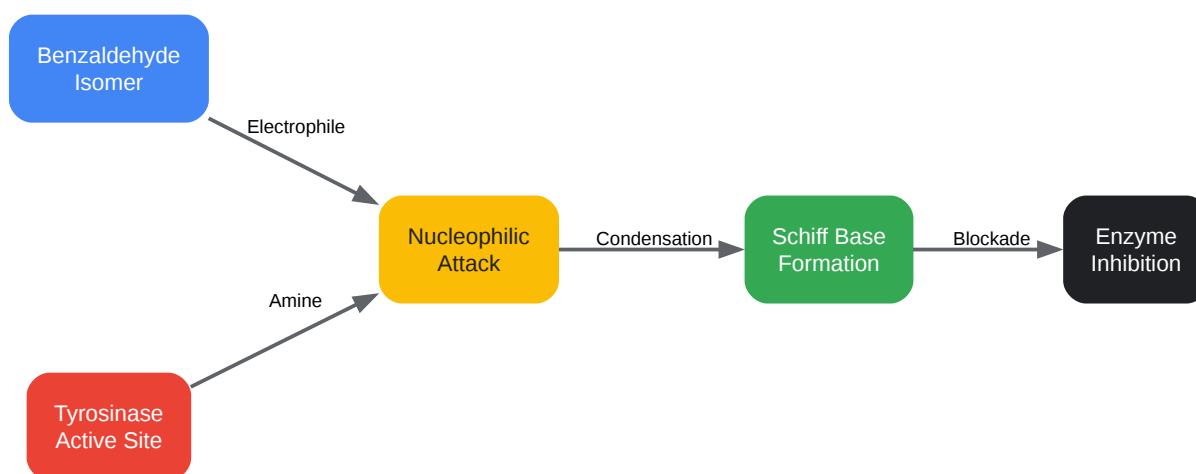 Benzaldehyde
Isomer
Electrophile
Nucleophilic
Attack
Condensation
Schiff Base
Formation
Blockade
Enzyme
Inhibition
Amine
Tyrosinase
Active Site